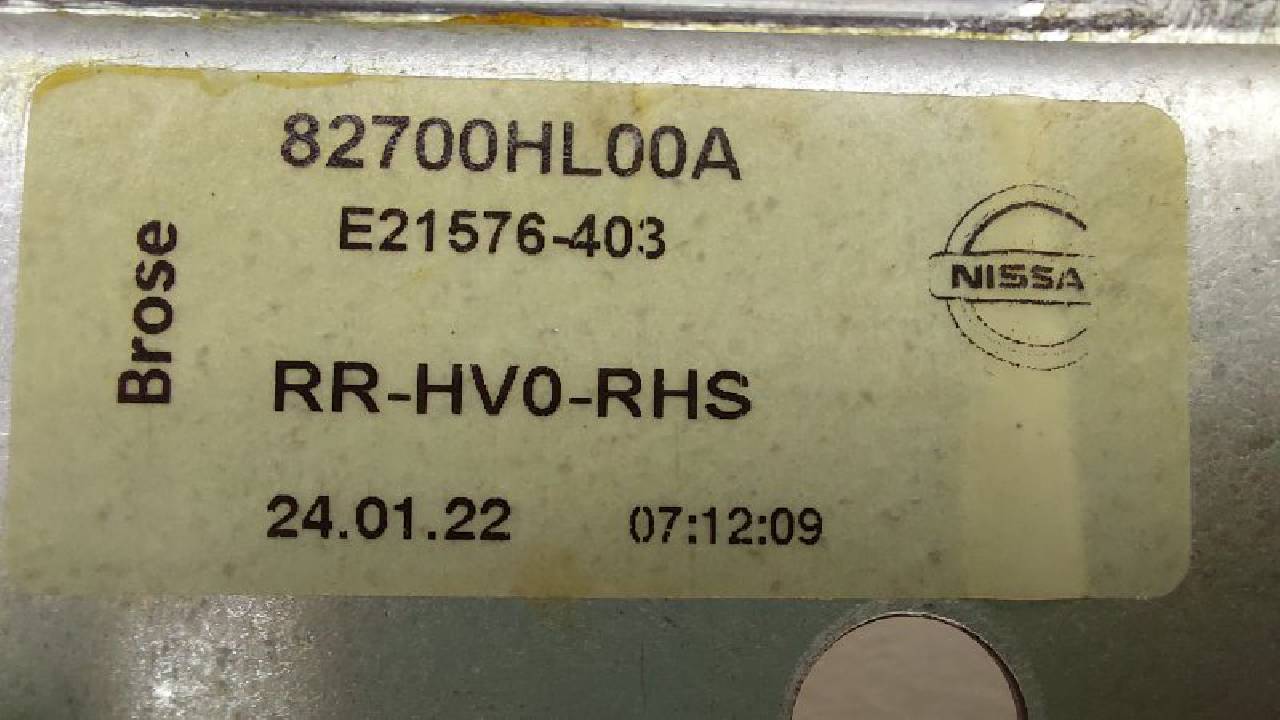 82700HL00A
E21576-403
Brose
NISSA
RR-HV0-RHS
24.01.22 07:12:09